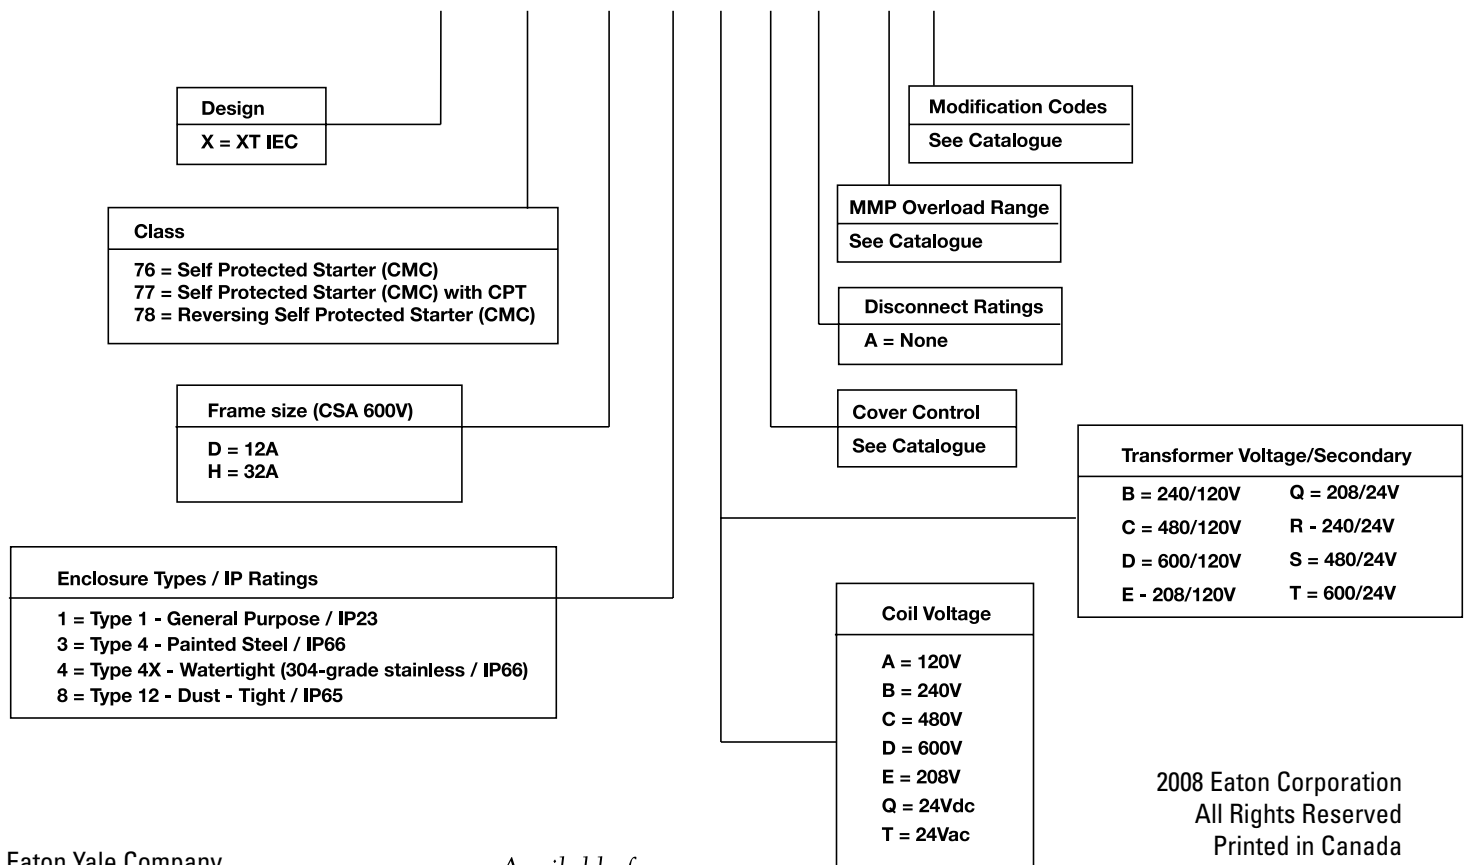 Design
X = XT IEC
Class
76 = Self Protected Starter (CMC)
77 = Self Protected Starter (CMC) with CPT
78 = Reversing Self Protected Starter (CMC)
Frame size (CSA 600V)
D = 12A
H = 32A
Enclosure Types / IP Ratings
1 = Type 1 - General Purpose / IP23
3 = Type 4 - Painted Steel / IP66
4 = Type 4X - Watertight (304-grade stainless / IP66)
8 = Type 12 - Dust - Tight / IP65
Modification Codes
See Catalogue
MMP Overload Range
See Catalogue
Disconnect Ratings
A = None
Cover Control
See Catalogue
Transformer Voltage/Secondary
B = 240/120V Q = 208/24V
C = 480/120V R - 240/24V
D = 600/120V S = 480/24V
E - 208/120V T = 600/24V
Coil Voltage
A = 120V
B = 240V
C = 480V
D = 600V
E = 208V
Q = 24Vdc
T = 24Vac
2008 Eaton Corporation
All Rights Reserved
Printed in Canada
Eaton Yale Company
Available